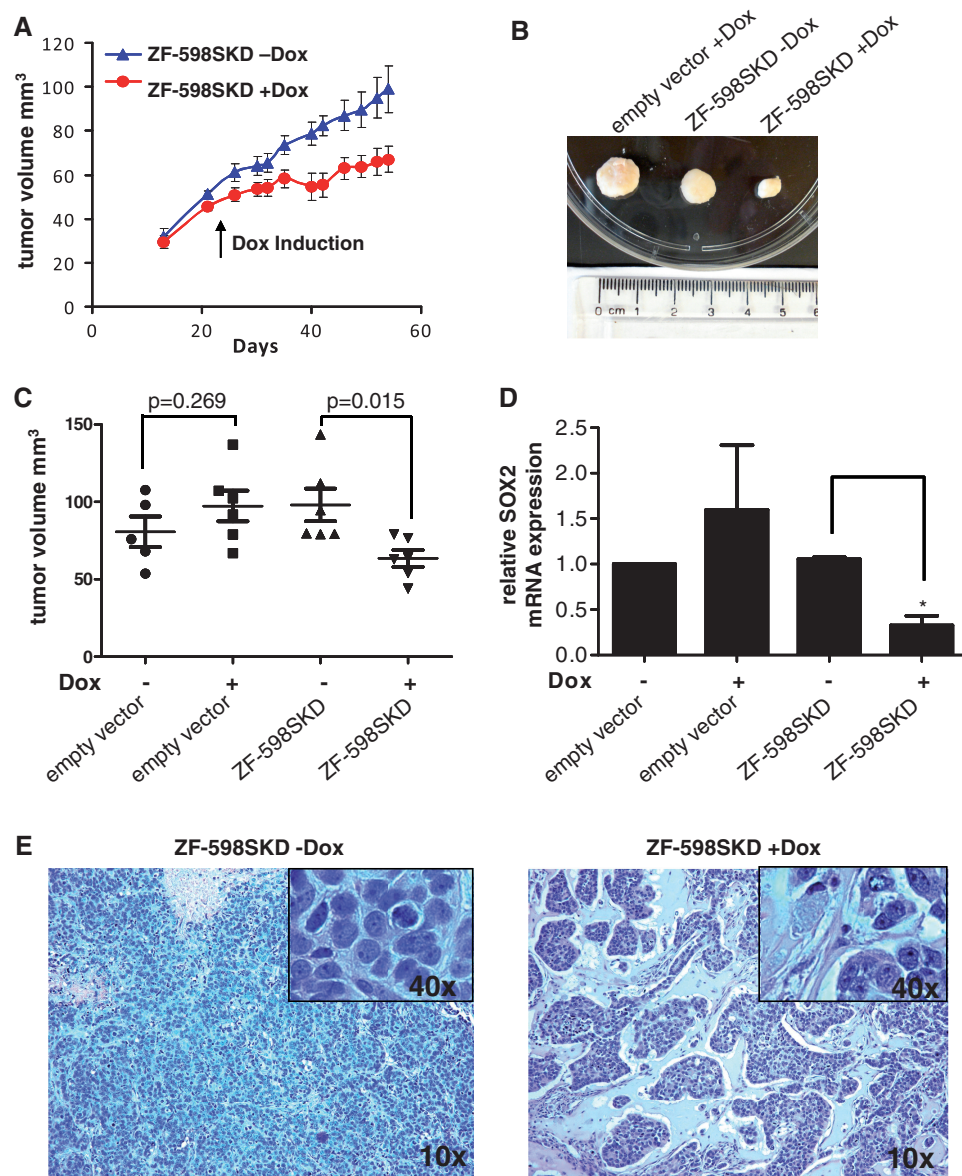 A
ZF-598SKD –Dox
ZF-598SKD +Dox
tumor volume mm³
120
100
80
60
40
20
0
Dox Induction
0
20
40
60
Days
B
empty vector +Dox
ZF-598SKD -Dox
ZF-598SKD +Dox
0 cm 1 2 3 4 5 6
C
p=0.269
p=0.015
tumor volume mm³
150
100
50
0
Dox - + - +
empty vector
empty vector
ZF-598SKD
ZF-598SKD
D
relative SOX2
mRNA expression
2.5
2.0
1.5
1.0
0.5
0.0
*
Dox - + - +
empty vector
empty vector
ZF-098SKD
ZF-598SKD
E
ZF-598SKD -Dox
40x
10x
ZF-598SKD +Dox
40x
10x